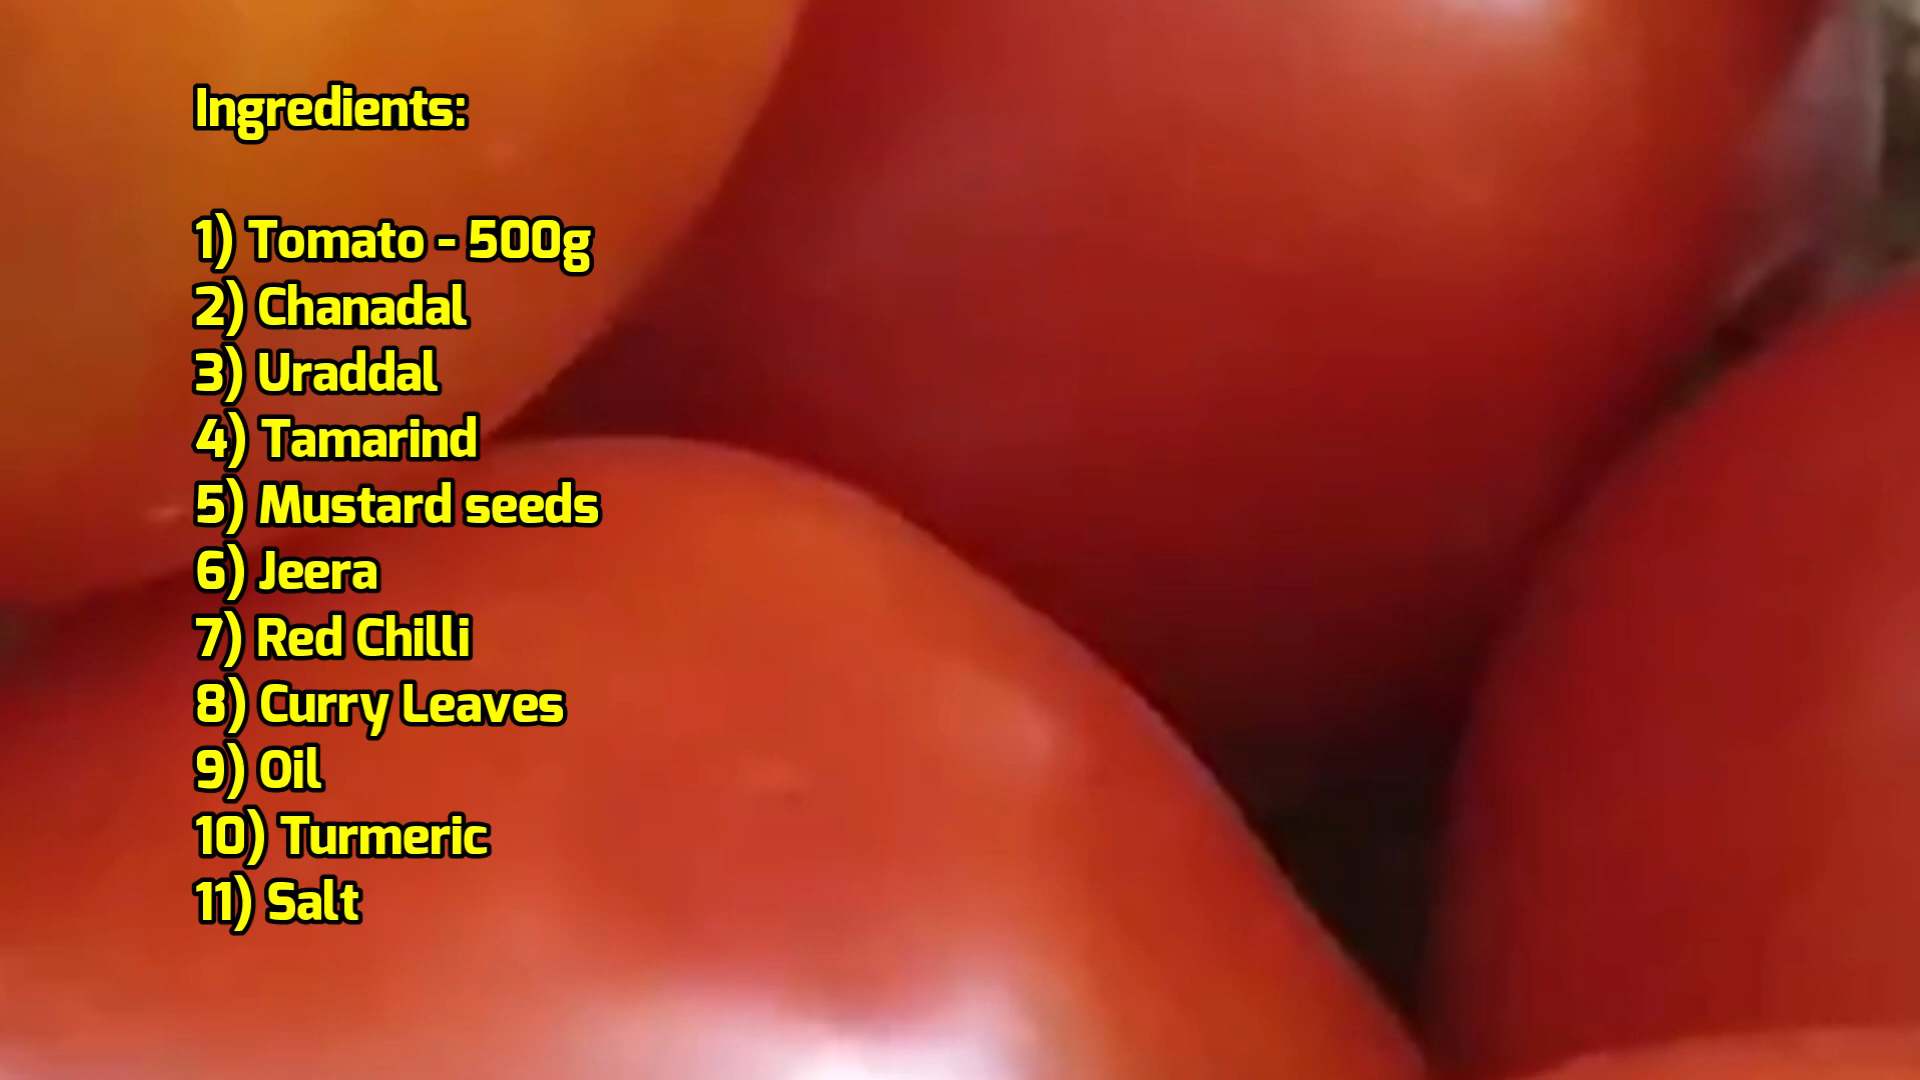 Ingredients:
1) Tomato - 500g
2) Chanadal
3) Uraddal
4) Tamarind
5) Mustard seeds
6) Jeera
7) Red Chilli
8) Curry Leaves
9) Oil
10) Turmeric
11) Salt